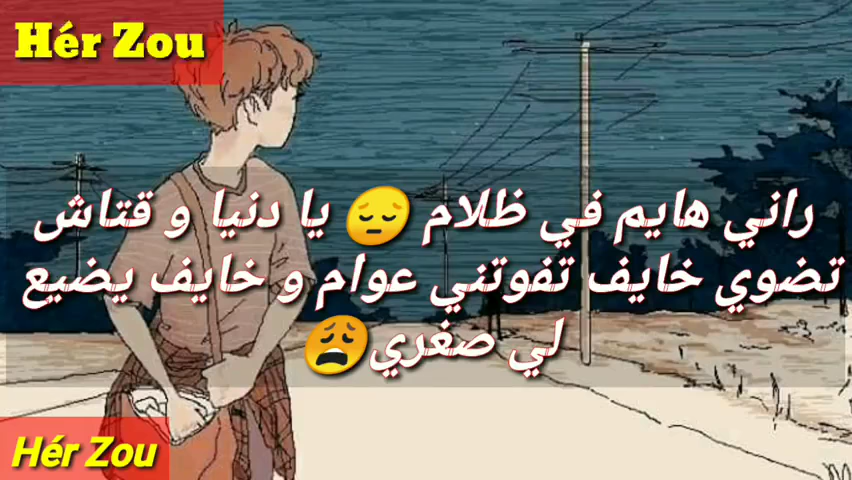 Hér Zou
راني هايم في ظلام 😔 يا دنيا و قتاش
تضوي خايف تفوتني عوام و خايف يضيع
لي صغري😩
Hér Zou